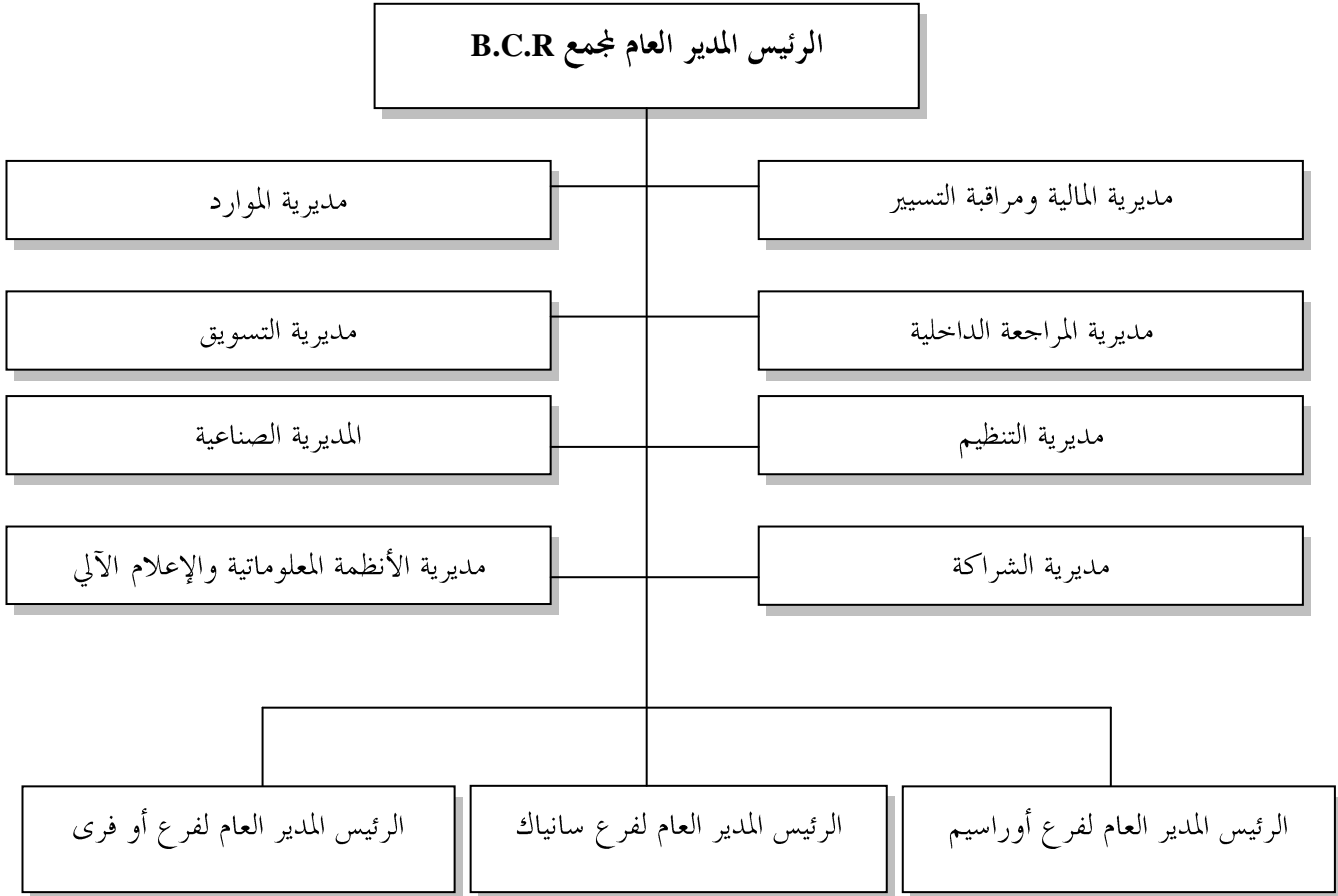 الرئيس المدير العام لمجمع B.C.R
مديرية المالية ومراقبة التسيير
مديرية الموارد
مديرية المراجعة الداخلية
مديرية التسويق
مديرية التنظيم
المديرية الصناعية
مديرية الشراكة
مديرية الأنظمة المعلوماتية والإعلام الآلي
الرئيس المدير العام لفرع أوراسيم
الرئيس المدير العام لفرع سانياك
الرئيس المدير العام لفرع أو فرى